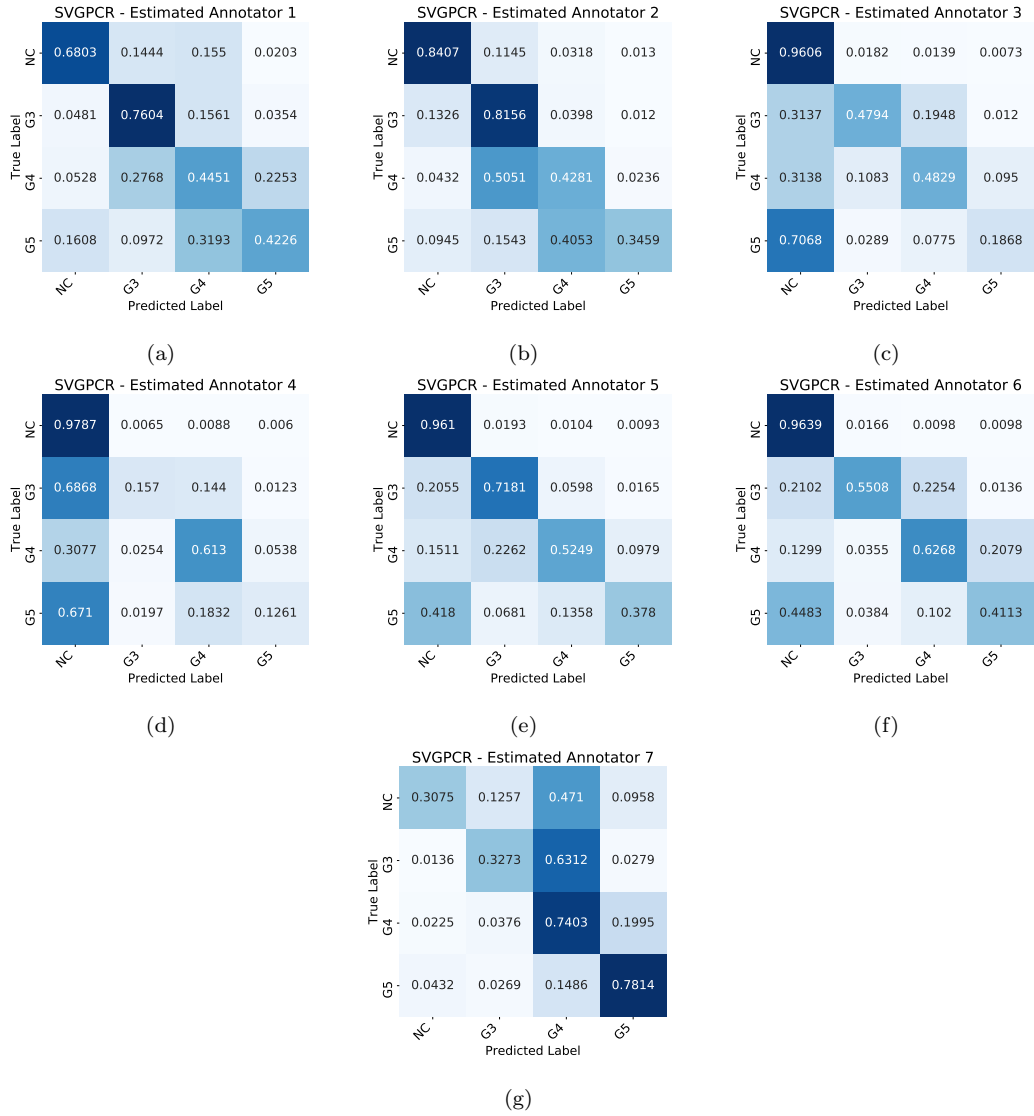 SVGPCR - Estimated Annotator 1
True Label
NC 0.6803 0.1444 0.155 0.0203
G3 0.0481 0.7604 0.1561 0.0354
G4 0.0528 0.2768 0.4451 0.2253
G5 0.1608 0.0972 0.3193 0.4226
NC G3 G4 G5
Predicted Label
(a)
SVGPCR - Estimated Annotator 2
True Label
NC 0.8407 0.1145 0.0318 0.013
G3 0.1326 0.8156 0.0398 0.012
G4 0.0432 0.5051 0.4281 0.0236
G5 0.0945 0.1543 0.4053 0.3459
NC G3 G4 G5
Predicted Label
(b)
SVGPCR - Estimated Annotator 3
True Label
NC 0.9606 0.0182 0.0139 0.0073
G3 0.3137 0.4794 0.1948 0.012
G4 0.3138 0.1083 0.4829 0.095
G5 0.7068 0.0289 0.0775 0.1868
NC G3 G4 G5
Predicted Label
(c)
SVGPCR - Estimated Annotator 4
True Label
NC 0.9787 0.0065 0.0088 0.006
G3 0.6868 0.157 0.144 0.0123
G4 0.3077 0.0254 0.613 0.0538
G5 0.671 0.0197 0.1832 0.1261
NC G3 G4 G5
Predicted Label
(d)
SVGPCR - Estimated Annotator 5
True Label
NC 0.961 0.0193 0.0104 0.0093
G3 0.2055 0.7181 0.0598 0.0165
G4 0.1511 0.2262 0.5249 0.0979
G5 0.418 0.0681 0.1358 0.378
NC G3 G4 G5
Predicted Label
(e)
SVGPCR - Estimated Annotator 6
True Label
NC 0.9639 0.0166 0.0098 0.0098
G3 0.2102 0.5508 0.2254 0.0136
G4 0.1299 0.0355 0.6268 0.2079
G5 0.4483 0.0384 0.102 0.4113
NC G3 G4 G5
Predicted Label
(f)
SVGPCR - Estimated Annotator 7
True Label
NC 0.3075 0.1257 0.471 0.0958
G3 0.0136 0.3273 0.6312 0.0279
G4 0.0225 0.0376 0.7403 0.1995
G5 0.0432 0.0269 0.1486 0.7814
NC G3 G4 G5
Predicted Label
(g)